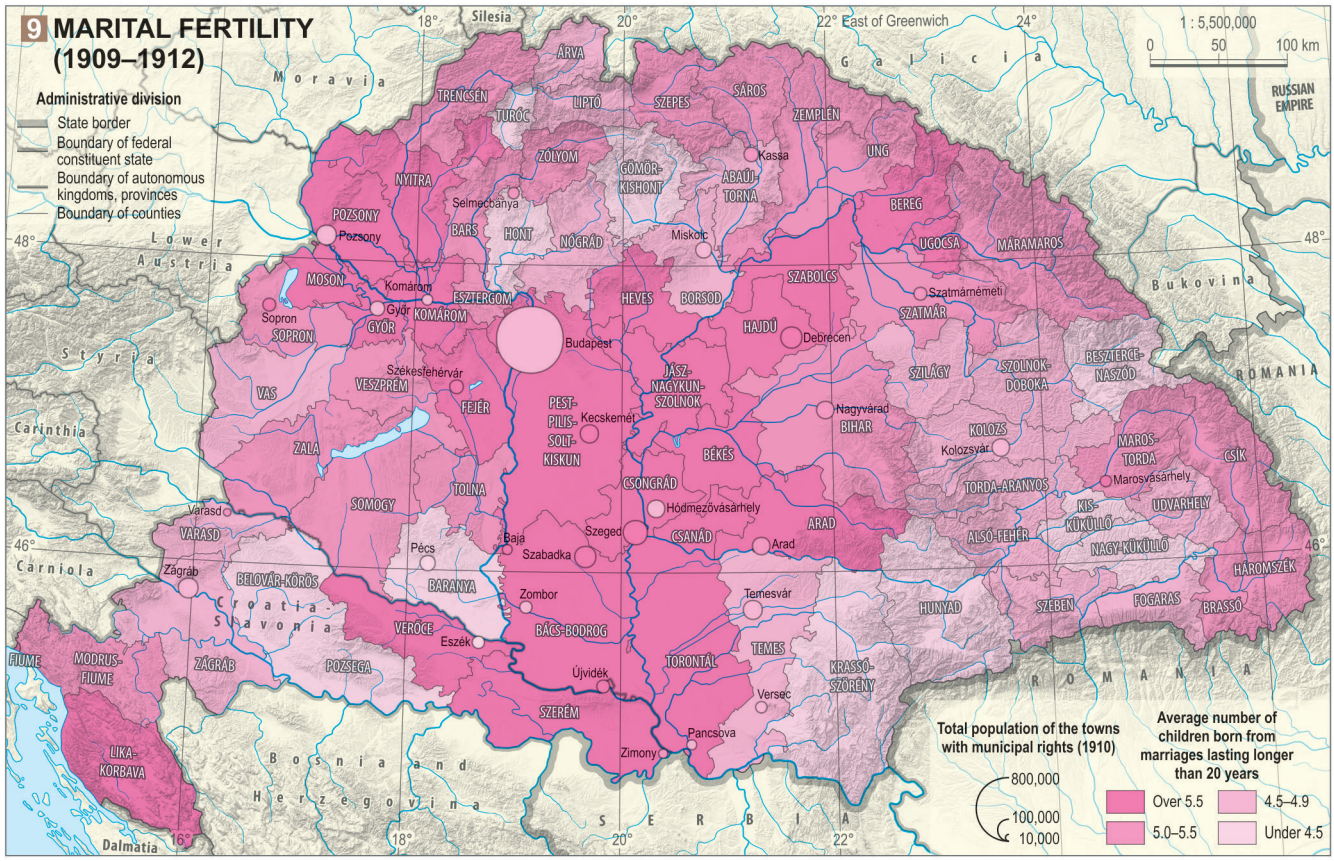 9 MARITAL FERTILITY
(1909–1912)
Administrative division
State border
Boundary of federal
constituent state
Boundary of autonomous
kingdoms, provinces
Boundary of counties
18°
20°
22°
East of Greenwich
24°
1 : 5,500,000
0 50 100 km
Silesia
Moravia
Galicia
RUSSIAN
EMPIRE
Lower
Austria
48°
48°
Bukovina
Styria
ROMANIA
Carinthia
Carniola
46°
46°
Croatia-
Slavonia
ROMANIA
Bosnia and
Herzegovina
SERBIA
Dalmatia
16°
18°
20°
22°
ÁRVA
TRENCSÉN
TURÓC
LIPTÓ
SZEPES
SÁROS
ZEMPLÉN
UNG
NYITRA
ZÓLYOM
GÖMÖR-
KISHONT
Kassa
ABAÚJ-
TORNA
BEREG
POZSONY
Pozsony
Selmecbánya
BARS
HONT
NÓGRÁD
Miskolc
UGOCSA
MÁRAMAROS
MOSON
Komárom
ESZTERGOM
HEVES
BORSOD
SZABOLCS
Szatmárnémeti
SZATMÁR
Sopron
SOPRON
Győr
GYŐR
KOMÁROM
Budapest
HAJDÚ
Debrecen
VAS
Székesfehérvár
VESZPRÉM
FEJÉR
JÁSZ-
NAGYKUN-
SZOLNOK
SZILÁGY
SZOLNOK-
DOBOKA
BESZTERCE-
NASZÓD
PEST-
PILIS-
SOLT-
KISKUN
Kecskemét
Nagyvárad
BIHAR
KOLOZS
Kolozsvár
ZALA
BÉKÉS
MAROS-
TORDA
CSÍK
Marosvásárhely
SOMOGY
TOLNA
CSONGRÁD
Hódmezővásárhely
TORDA-ARANYOS
UDVARHELY
KIS-
KÜKÜLLŐ
Varasd
VARASD
Pécs
BARANYA
Baja
Szeged
Szabadka
CSANÁD
ARAD
Arad
ALSÓ-FEHÉR
NAGY-KÜKÜLLŐ
HÁROMSZÉK
Zágráb
BELOVÁR-KÖRÖS
Zombor
BÁCS-BODROG
Temesvár
TEMES
HUNYAD
SZEBEN
FOGARAS
BRASSÓ
FIUME
MODRUS-
FIUME
ZÁGRÁB
POZSEGA
VERŐCE
Eszék
Újvidék
TORONTÁL
KRASSÓ-
SZÖRÉNY
Versec
SZERÉM
Zimony
Pancsova
LIKA-
KORBAVA
Total population of the towns
with municipal rights (1910)
800,000
100,000
10,000
Average number of
children born from
marriages lasting longer
than 20 years
Over 5.5
4.5–4.9
5.0–5.5
Under 4.5